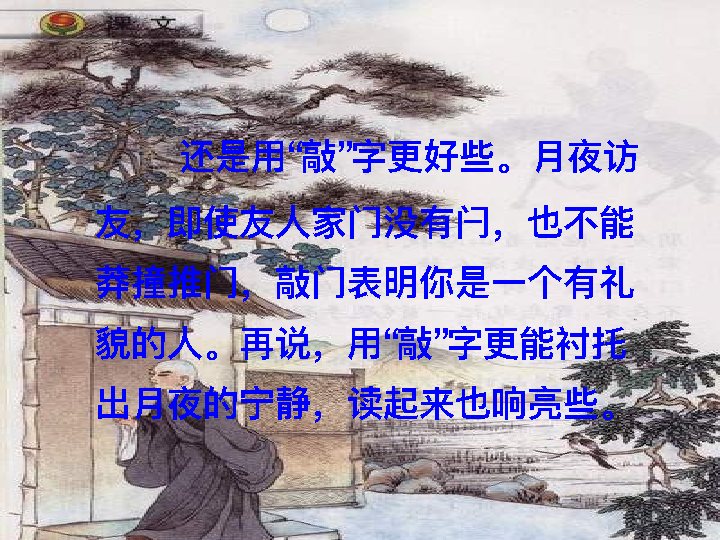 课 文
还是用“敲”字更好些。月夜访
友，即使友人家门没有闩，也不能
莽撞推门，敲门表明你是一个有礼
貌的人。再说，用“敲”字更能衬托
出月夜的宁静，读起来也响亮些。